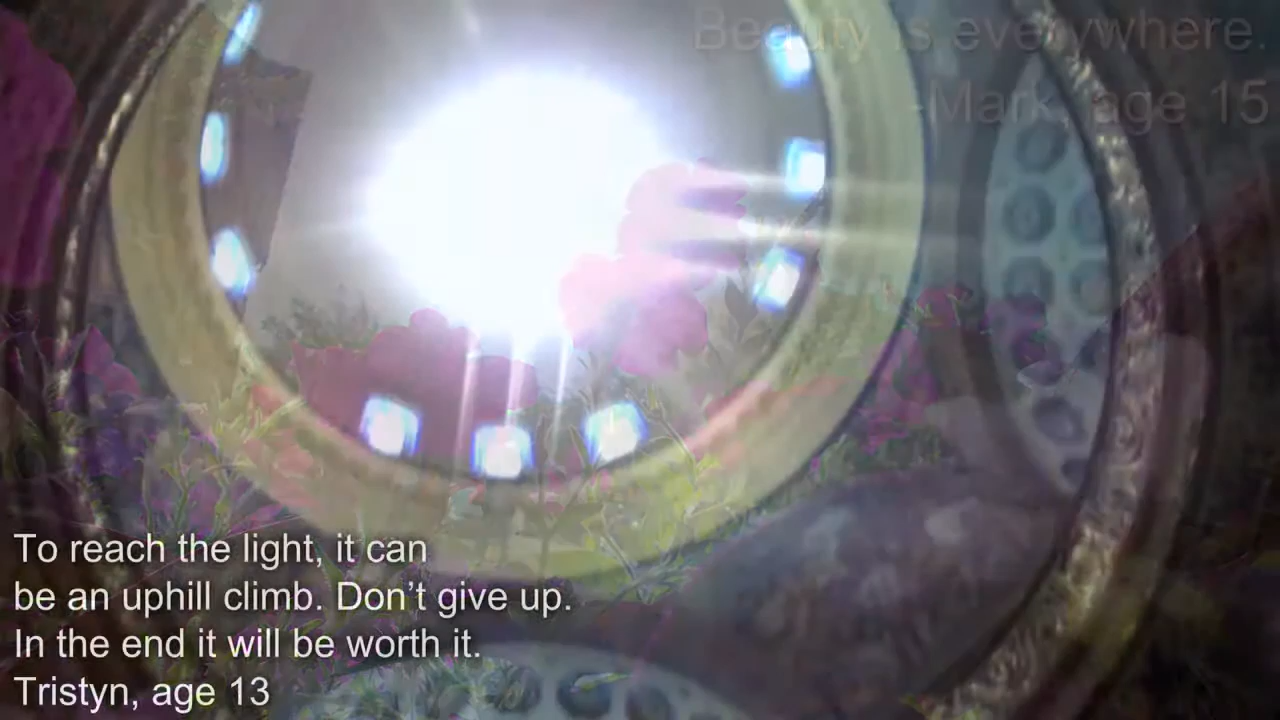 Beauty is everywhere.
-Mark, age 15
To reach the light, it can
be an uphill climb. Don’t give up.
In the end it will be worth it.
Tristyn, age 13